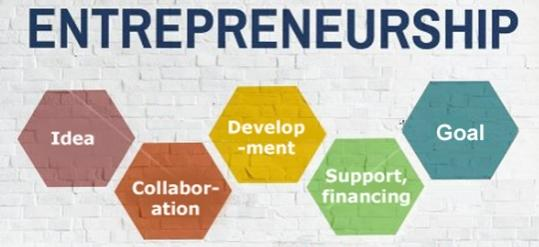 ENTREPRENEURSHIP
Idea
Collabor-
ation
Develop
-ment
Support,
financing
Goal